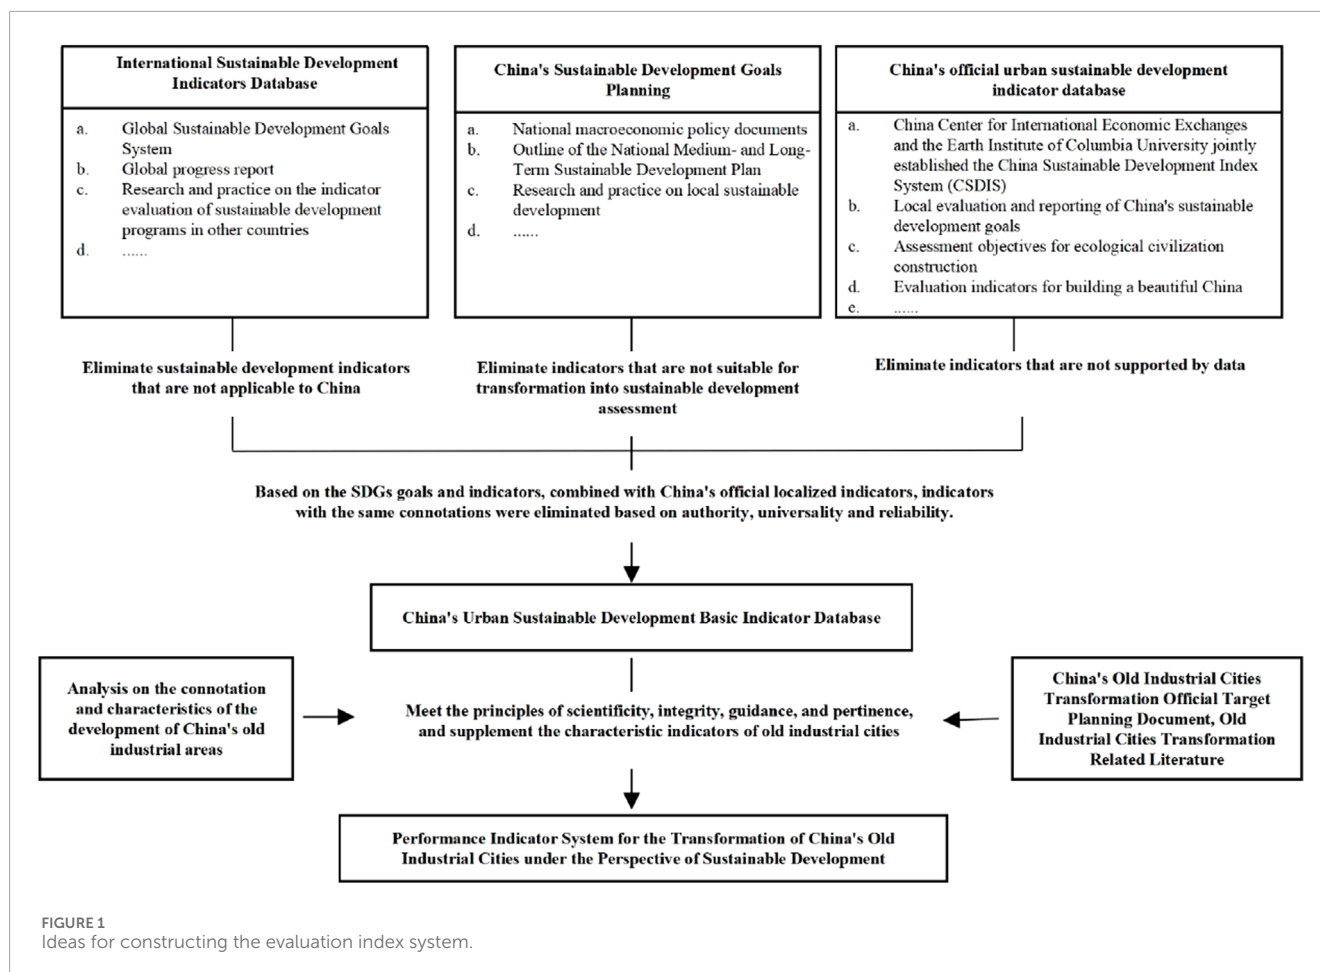 International Sustainable Development
Indicators Database
a. Global Sustainable Development Goals
System
b. Global progress report
c. Research and practice on the indicator
evaluation of sustainable development
programs in other countries
d. ......
China's Sustainable Development Goals
Planning
a. National macroeconomic policy documents
b. Outline of the National Medium- and Long-
Term Sustainable Development Plan
c. Research and practice on local sustainable
development
d. ......
China's official urban sustainable development
indicator database
a. China Center for International Economic Exchanges
and the Earth Institute of Columbia University jointly
established the China Sustainable Development Index
System (CSDIS)
b. Local evaluation and reporting of China's sustainable
development goals
c. Assessment objectives for ecological civilization
construction
d. Evaluation indicators for building a beautiful China
e. ......
Eliminate sustainable development indicators
that are not applicable to China
Eliminate indicators that are not suitable for
transformation into sustainable development
assessment
Eliminate indicators that are not supported by data
Based on the SDGs goals and indicators, combined with China's official localized indicators, indicators
with the same connotations were eliminated based on authority, universality and reliability.
China's Urban Sustainable Development Basic Indicator Database
Analysis on the connotation
and characteristics of the
development of China's old
industrial areas
Meet the principles of scientificity, integrity, guidance, and pertinence,
and supplement the characteristic indicators of old industrial cities
China's Old Industrial Cities
Transformation Official Target
Planning Document, Old
Industrial Cities Transformation
Related Literature
Performance Indicator System for the Transformation of China's Old
Industrial Cities under the Perspective of Sustainable Development
FIGURE 1
Ideas for constructing the evaluation index system.